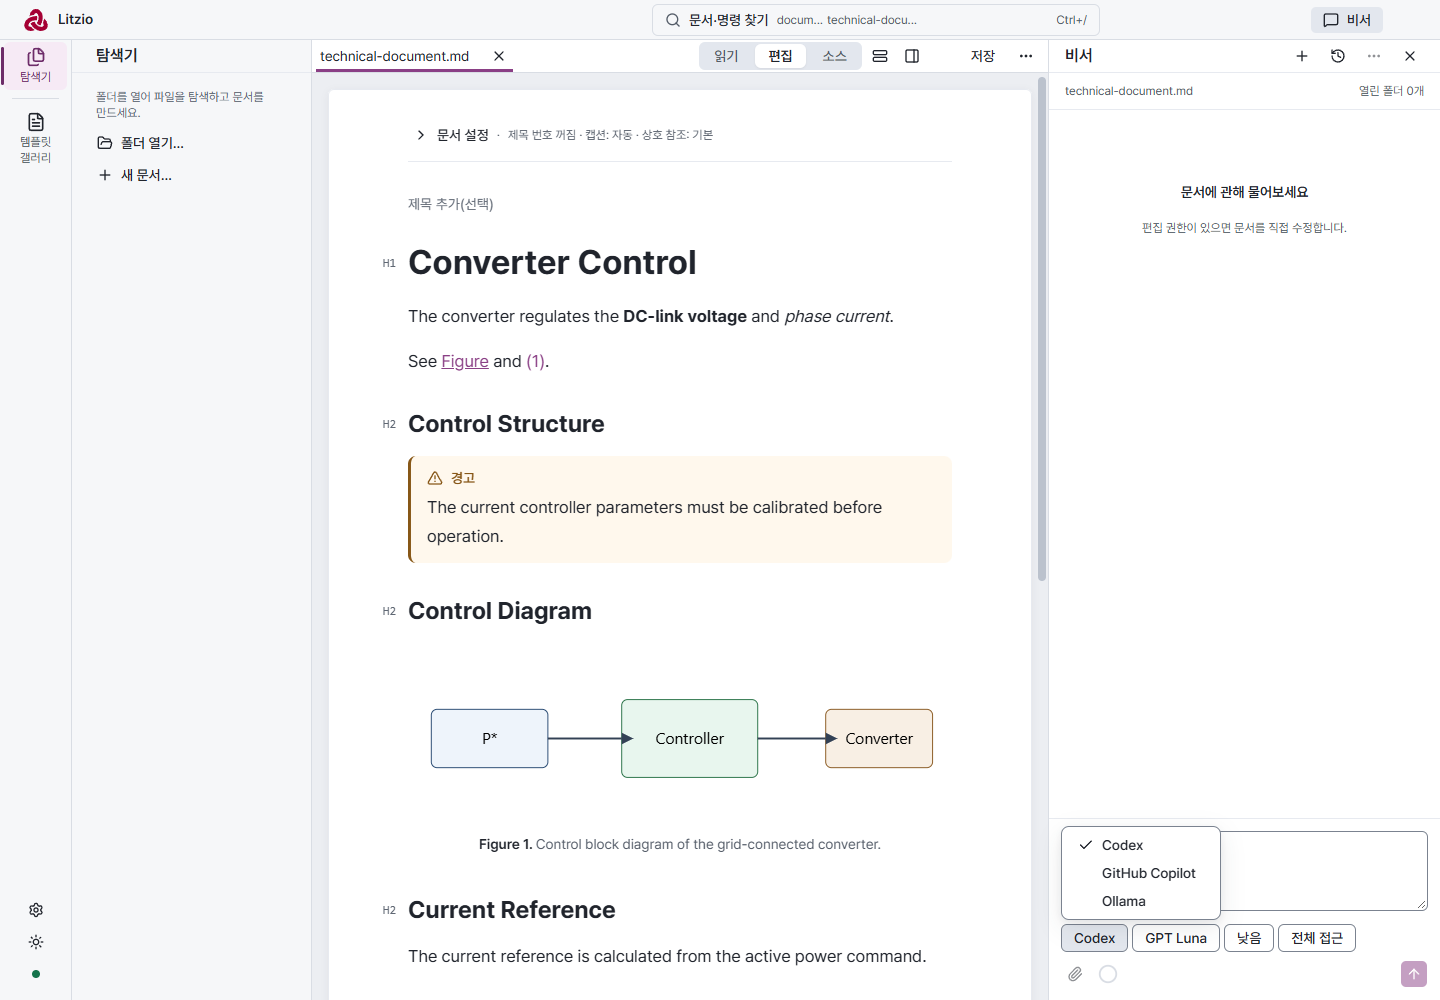 Litzio
문서·명령 찾기 docum... technical-docu... Ctrl+/
비서
탐색기
템플릿
갤러리
탐색기
폴더를 열어 파일을 탐색하고 문서를
만드세요.
폴더 열기...
새 문서...
technical-document.md
읽기 편집 소스
저장
문서 설정 · 제목 번호 꺼짐 · 캡션: 자동 · 상호 참조: 기본
제목 추가(선택)
H1 Converter Control
The converter regulates the DC-link voltage and phase current.
See Figure and (1).
H2 Control Structure
경고
The current controller parameters must be calibrated before
operation.
H2 Control Diagram
P* Controller Converter
Figure 1. Control block diagram of the grid-connected converter.
H2 Current Reference
The current reference is calculated from the active power command.
비서
technical-document.md 열린 폴더 0개
문서에 관해 물어보세요
편집 권한이 있으면 문서를 직접 수정합니다.
Codex
GitHub Copilot
Ollama
Codex GPT Luna 낮음 전체 접근